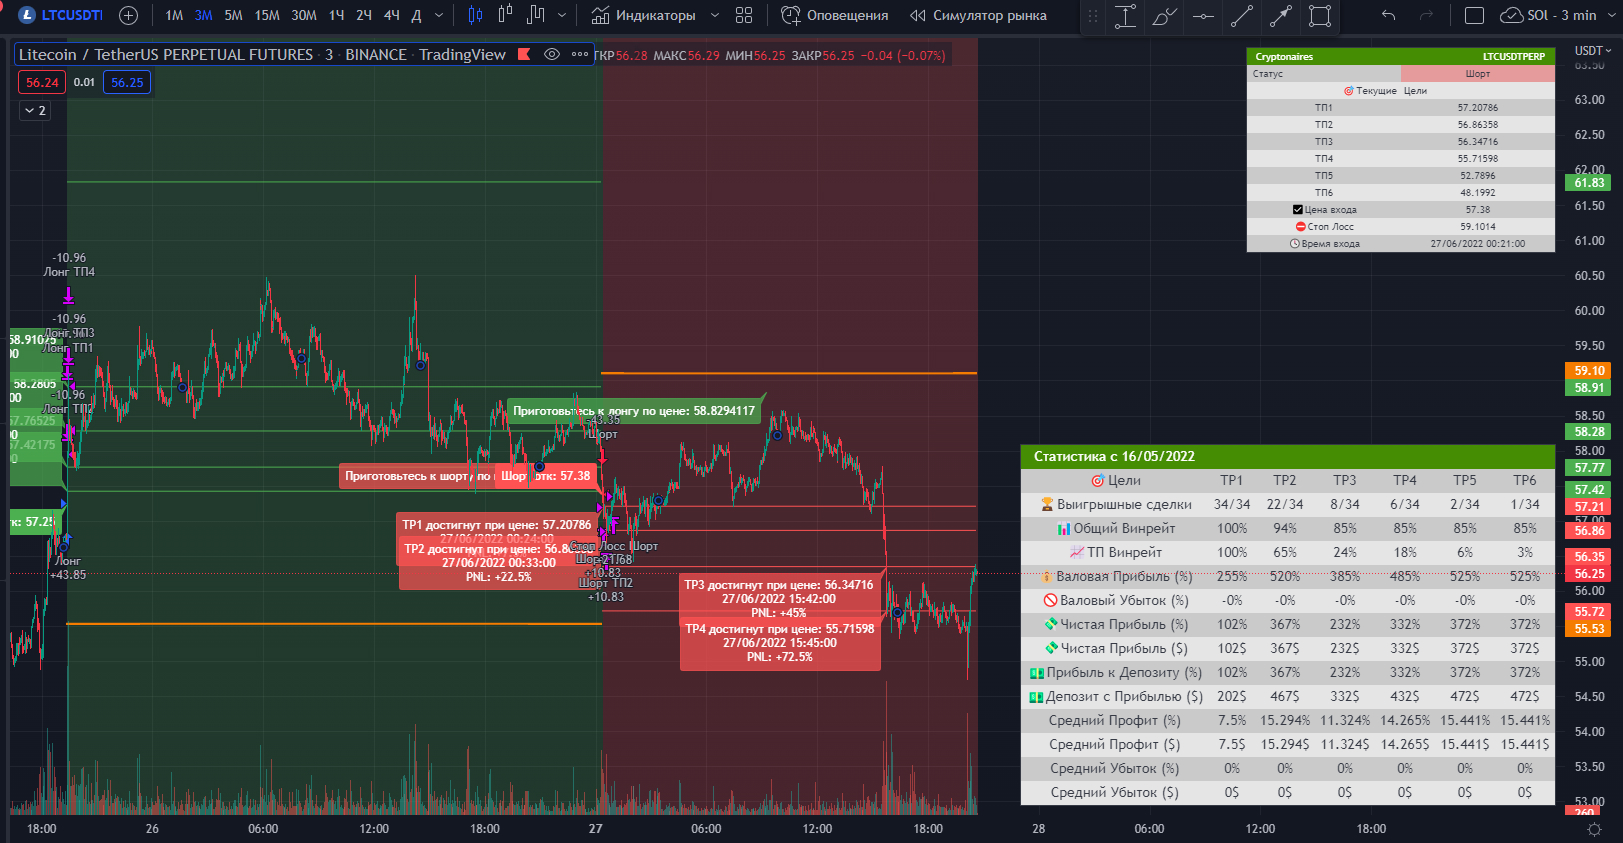 LTCUSDT
1М 3М 5М 15М 30М 1Ч 2Ч 4Ч Д
Индикаторы
Оповещения
Симулятор рынка
SOL - 3 min
Litecoin / TetherUS PERPETUAL FUTURES · 3 · BINANCE · TradingView
ТКР56.28 МАКС56.29 МИН56.25 ЗАКР56.25 −0.04 (−0.07%)
56.24 0.01 56.25
2
Cryptonaires LTCUSDTPERP
Статус Шорт
Текущие Цели
ТП1 57.20786
ТП2 56.86358
ТП3 56.34716
ТП4 55.71598
ТП5 52.7896
ТП6 48.1992
Цена входа 57.38
Стоп Лосс 59.1014
Время входа 27/06/2022 00:21:00
USDT
63.50
63.00
62.50
62.00
61.83
61.50
61.00
60.50
60.00
59.50
59.10
58.91
58.50
58.28
58.00
57.77
57.42
57.21
57.00
56.86
56.35
56.25
56.00
55.72
55.53
55.00
54.50
54.00
53.50
53.00
260
-10.96
Лонг ТП4
-10.96
Лонг ТП3
Лонг ТП1
-10.96
Лонг ТП2
58.91075
00
58.2805
00
57.76525
57.42175
тк: 57.25
Лонг
+43.85
Приготовьтесь к лонгу по цене: 58.8294117
-43.35
Шорт
Приготовьтесь к шорту по
Шорт
отк: 57.38
TP1 достигнут при цене: 57.20786
27/06/2022 00:24:00
TP2 достигнут при цене: 56.86
27/06/2022 00:33:00
PNL: +22.5%
Стоп Лосс Шорт
+21.68
+10.83
Шорт ТП2
+10.83
TP3 достигнут при цене: 56.34716
27/06/2022 15:42:00
PNL: +45%
TP4 достигнут при цене: 55.71598
27/06/2022 15:45:00
PNL: +72.5%
Статистика с 16/05/2022
Цели TP1 TP2 TP3 TP4 TP5 TP6
Выигрышные сделки 34/34 22/34 8/34 6/34 2/34 1/34
Общий Винрейт 100% 94% 85% 85% 85% 85%
ТП Винрейт 100% 65% 24% 18% 6% 3%
Валовая Прибыль (%) 255% 520% 385% 485% 525% 525%
Валовый Убыток (%) -0% -0% -0% -0% -0% -0%
Чистая Прибыль (%) 102% 367% 232% 332% 372% 372%
Чистая Прибыль ($) 102$ 367$ 232$ 332$ 372$ 372$
Прибыль к Депозиту (%) 102% 367% 232% 332% 372% 372%
Депозит с Прибылью ($) 202$ 467$ 332$ 432$ 472$ 472$
Средний Профит (%) 7.5% 15.294% 11.324% 14.265% 15.441% 15.441%
Средний Профит ($) 7.5$ 15.294$ 11.324$ 14.265$ 15.441$ 15.441$
Средний Убыток (%) 0% 0% 0% 0% 0% 0%
Средний Убыток ($) 0$ 0$ 0$ 0$ 0$ 0$
18:00 26 06:00 12:00 18:00 27 06:00 12:00 18:00 28 06:00 12:00 18:00